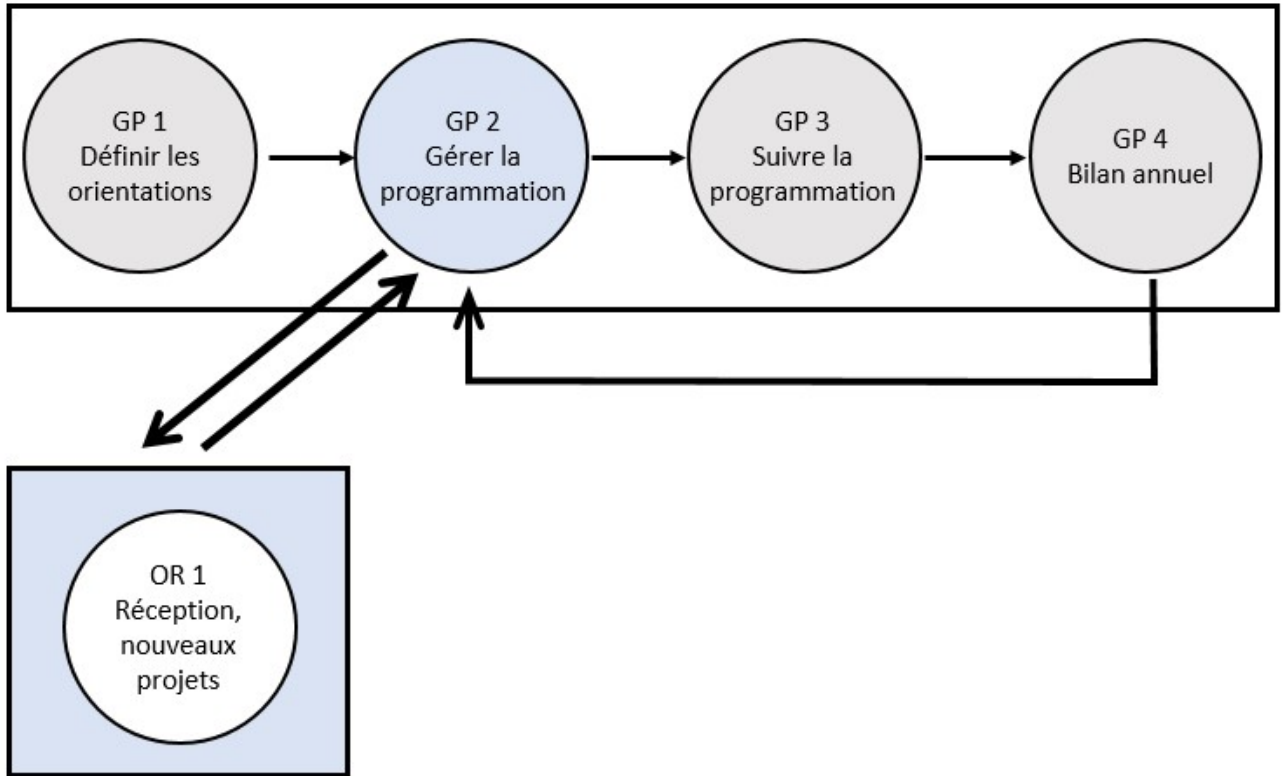 GP 1
Définir les
orientations
GP 2
Gérer la
programmation
GP 3
Suivre la
programmation
GP 4
Bilan annuel
OR 1
Réception,
nouveaux
projets